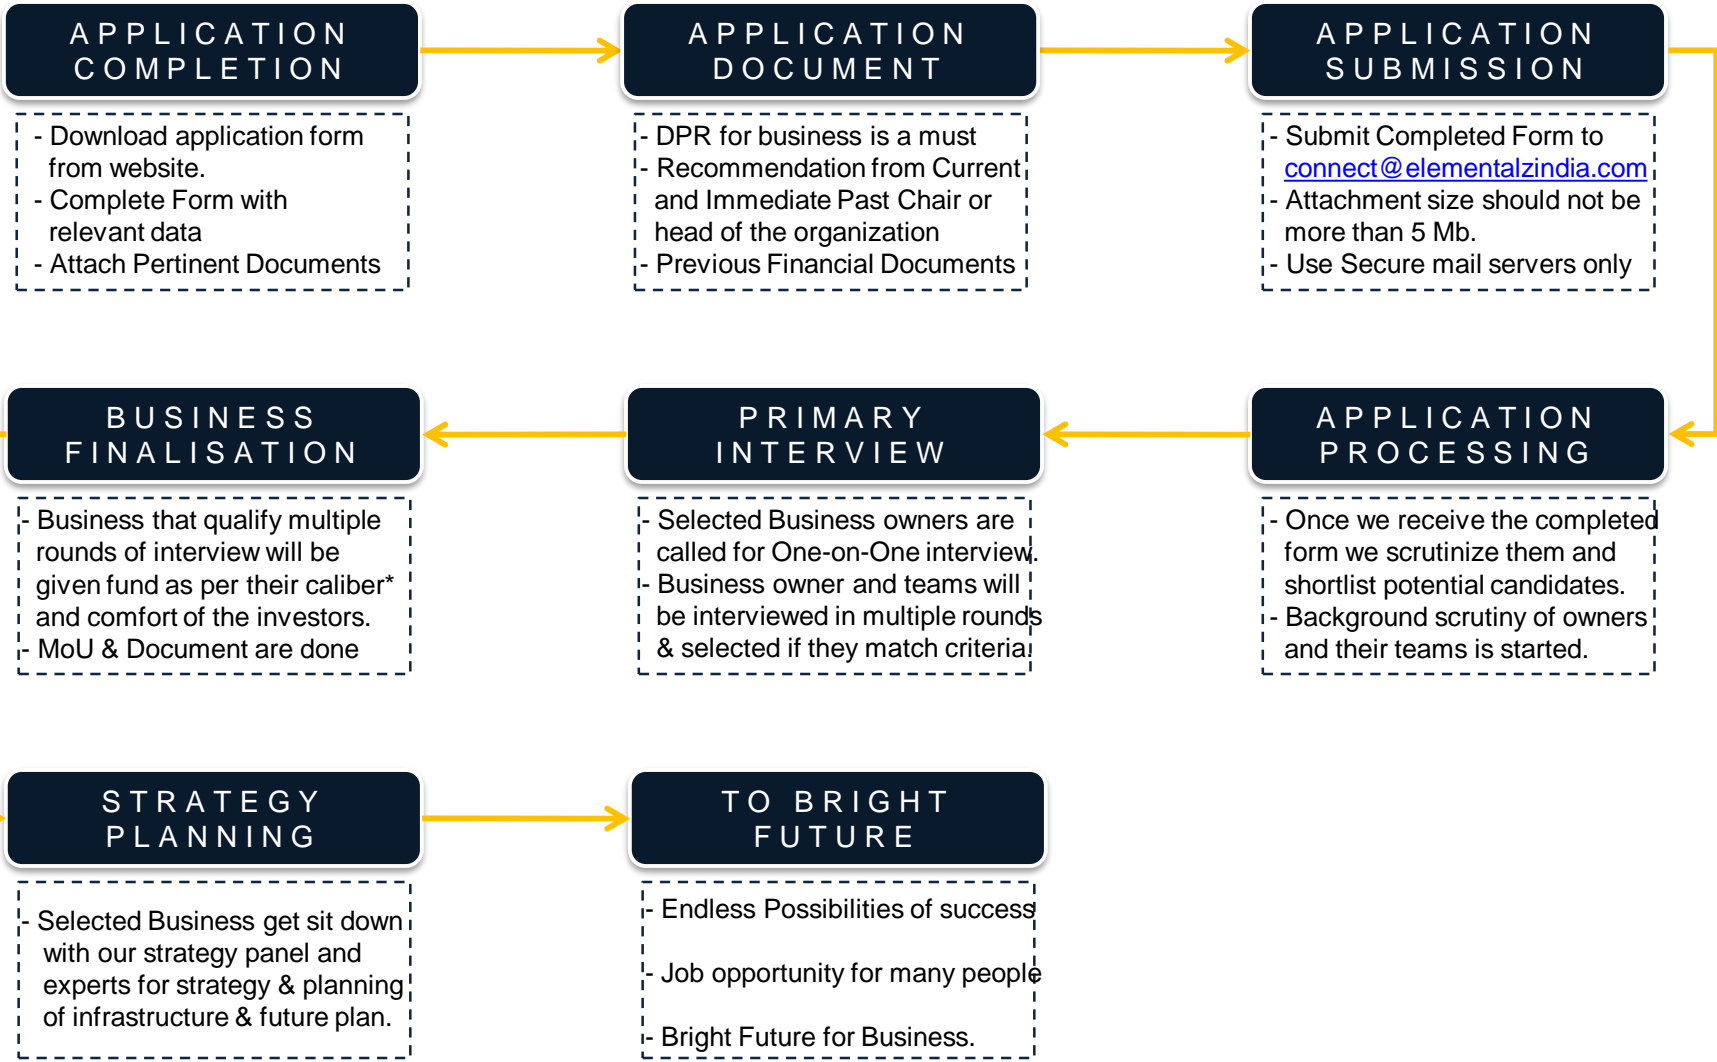 APPLICATION
COMPLETION
- Download application form
from website.
- Complete Form with
relevant data
- Attach Pertinent Documents
APPLICATION
DOCUMENT
- DPR for business is a must
- Recommendation from Current
and Immediate Past Chair or
head of the organization
- Previous Financial Documents
APPLICATION
SUBMISSION
- Submit Completed Form to
connect@elementalzindia.com
- Attachment size should not be
more than 5 Mb.
- Use Secure mail servers only
APPLICATION
PROCESSING
- Once we receive the completed
form we scrutinize them and
shortlist potential candidates.
- Background scrutiny of owners
and their teams is started.
PRIMARY
INTERVIEW
- Selected Business owners are
called for One-on-One interview.
- Business owner and teams will
be interviewed in multiple rounds
& selected if they match criteria.
BUSINESS
FINALISATION
- Business that qualify multiple
rounds of interview will be
given fund as per their caliber*
and comfort of the investors.
- MoU & Document are done
STRATEGY
PLANNING
- Selected Business get sit down
with our strategy panel and
experts for strategy & planning
of infrastructure & future plan.
TO BRIGHT
FUTURE
- Endless Possibilities of success
- Job opportunity for many people
- Bright Future for Business.